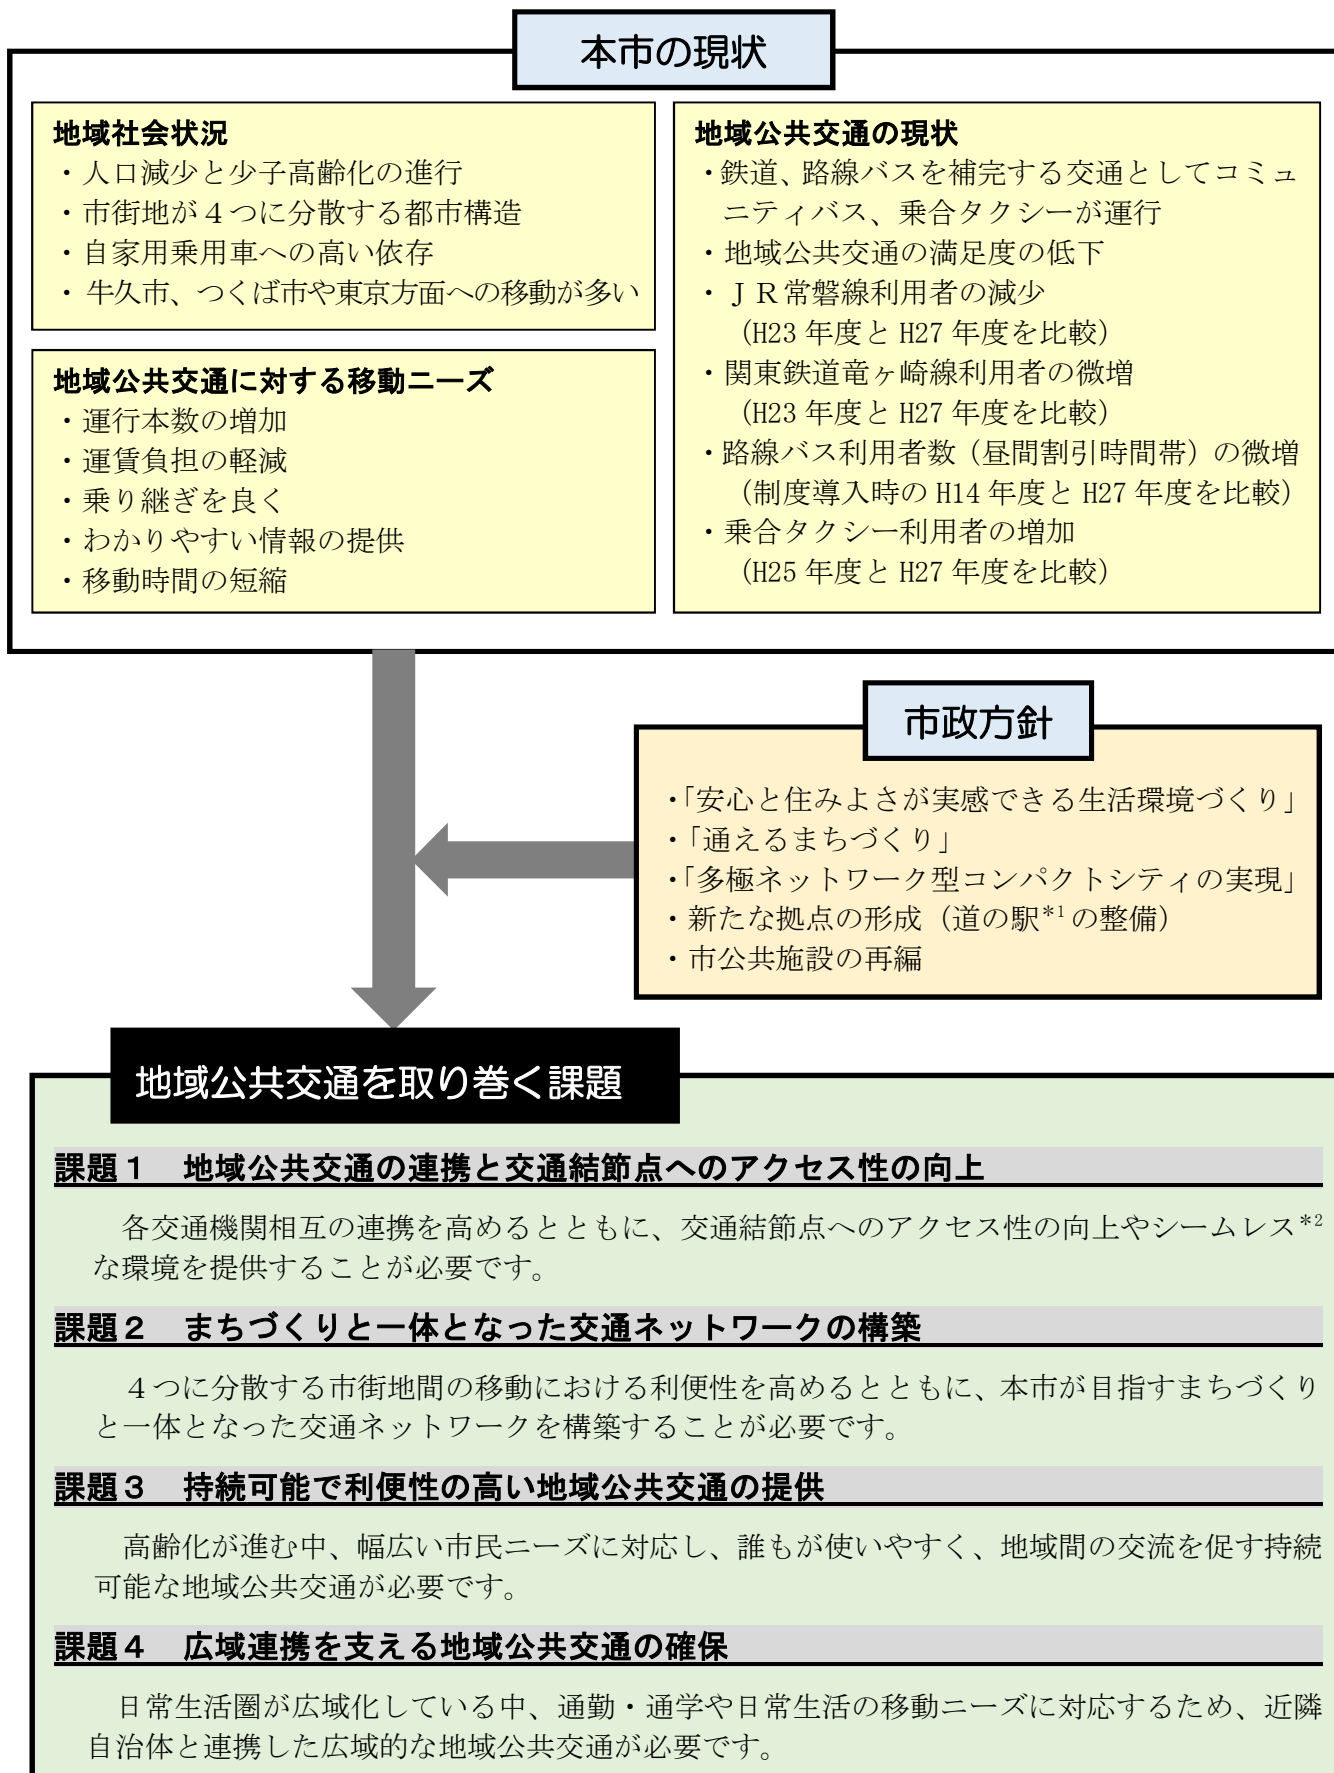 本市の現状
地域社会状況
・人口減少と少子高齢化の進行
・市街地が４つに分散する都市構造
・自家用乗用車への高い依存
・牛久市、つくば市や東京方面への移動が多い
地域公共交通に対する移動ニーズ
・運行本数の増加
・運賃負担の軽減
・乗り継ぎを良く
・わかりやすい情報の提供
・移動時間の短縮
地域公共交通の現状
・鉄道、路線バスを補完する交通としてコミュ
ニティバス、乗合タクシーが運行
・地域公共交通の満足度の低下
・ＪＲ常磐線利用者の減少
（H23 年度と H27 年度を比較）
・関東鉄道竜ヶ崎線利用者の微増
（H23 年度と H27 年度を比較）
・路線バス利用者数（昼間割引時間帯）の微増
（制度導入時の H14 年度と H27 年度を比較）
・乗合タクシー利用者の増加
（H25 年度と H27 年度を比較）
市政方針
・「安心と住みよさが実感できる生活環境づくり」
・「通えるまちづくり」
・「多極ネットワーク型コンパクトシティの実現」
・新たな拠点の形成（道の駅*1の整備）
・市公共施設の再編
地域公共交通を取り巻く課題
課題１　地域公共交通の連携と交通結節点へのアクセス性の向上
各交通機関相互の連携を高めるとともに、交通結節点へのアクセス性の向上やシームレス*2
な環境を提供することが必要です。
課題２　まちづくりと一体となった交通ネットワークの構築
４つに分散する市街地間の移動における利便性を高めるとともに、本市が目指すまちづくり
と一体となった交通ネットワークを構築することが必要です。
課題３　持続可能で利便性の高い地域公共交通の提供
高齢化が進む中、幅広い市民ニーズに対応し、誰もが使いやすく、地域間の交流を促す持続
可能な地域公共交通が必要です。
課題４　広域連携を支える地域公共交通の確保
日常生活圏が広域化している中、通勤・通学や日常生活の移動ニーズに対応するため、近隣
自治体と連携した広域的な地域公共交通が必要です。